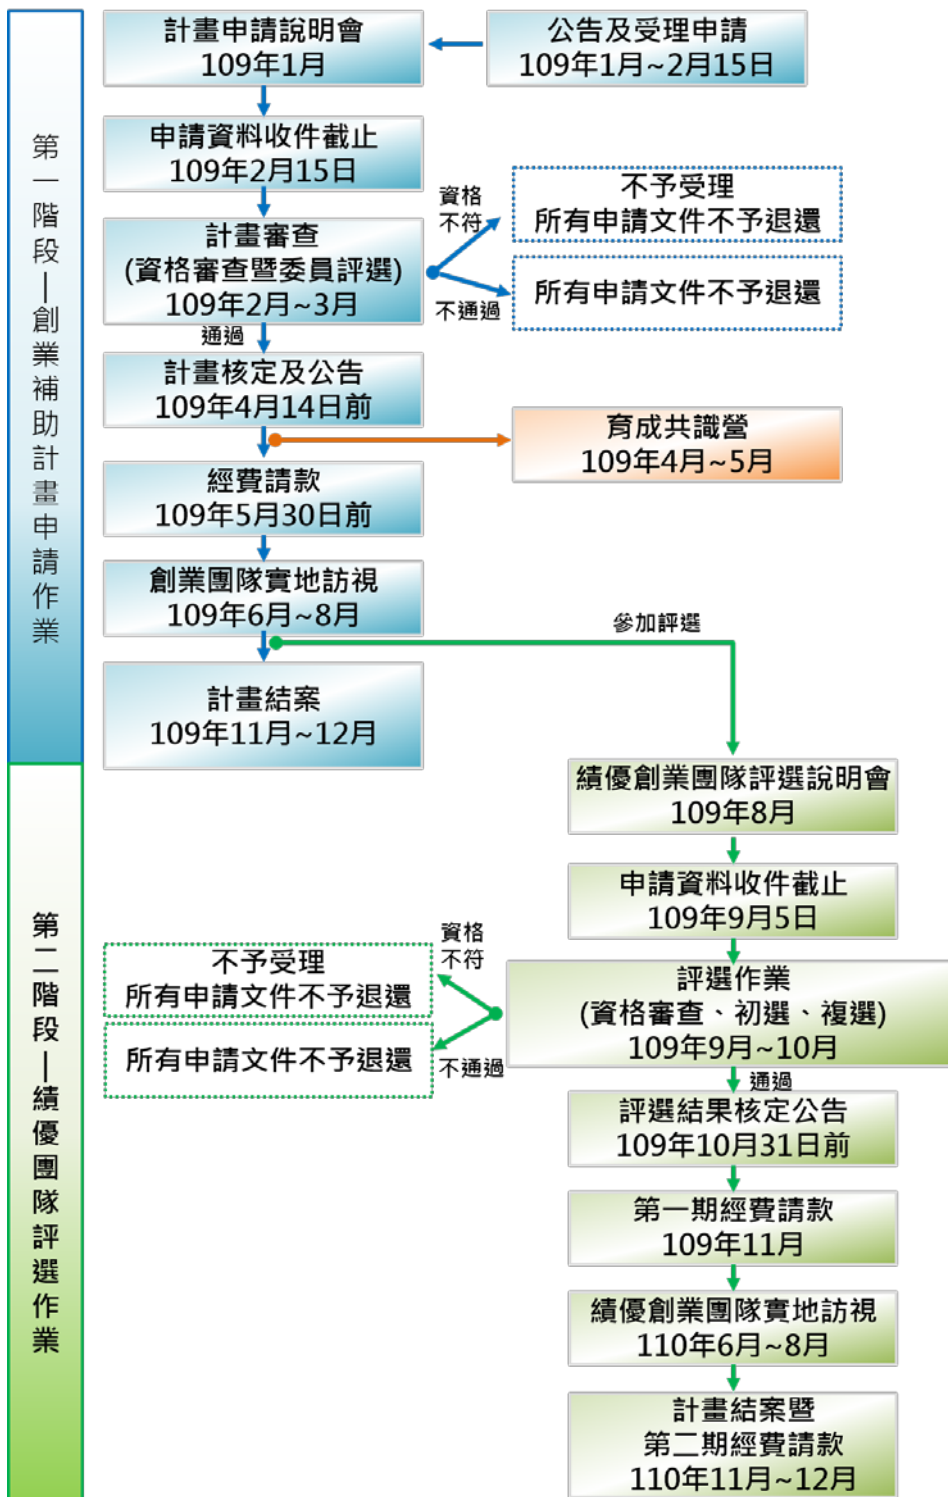 第一階段—創業補助計畫申請作業
計畫申請說明會
109年1月
公告及受理申請
109年1月~2月15日
申請資料收件截止
109年2月15日
計畫審查
(資格審查暨委員評選)
109年2月~3月
資格
不符
不予受理
所有申請文件不予退還
不通過
所有申請文件不予退還
通過
計畫核定及公告
109年4月14日前
育成共識營
109年4月~5月
經費請款
109年5月30日前
創業團隊實地訪視
109年6月~8月
參加評選
計畫結案
109年11月~12月
第二階段—績優團隊評選作業
績優創業團隊評選說明會
109年8月
申請資料收件截止
109年9月5日
評選作業
(資格審查、初選、複選)
109年9月~10月
資格
不符
不予受理
所有申請文件不予退還
不通過
所有申請文件不予退還
通過
評選結果核定公告
109年10月31日前
第一期經費請款
109年11月
績優創業團隊實地訪視
110年6月~8月
計畫結案暨
第二期經費請款
110年11月~12月